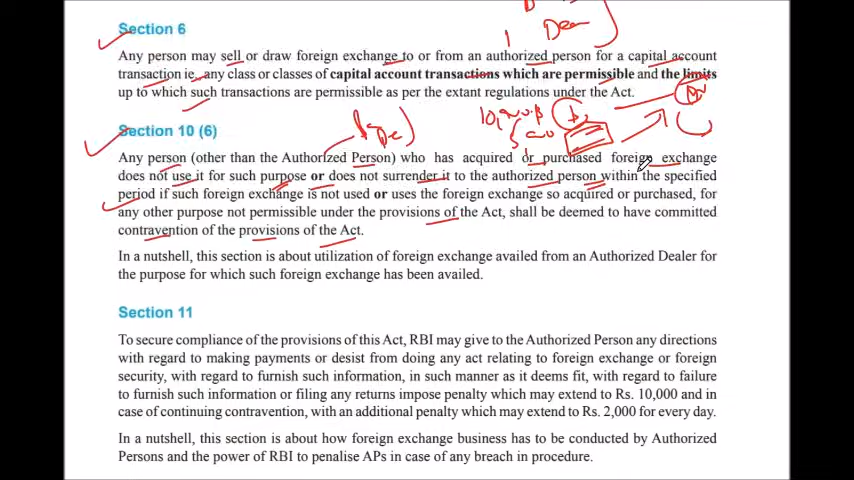 Dear
Section 6
Any person may sell or draw foreign exchange to or from an authorized person for a capital account
transaction ie., any class or classes of capital account transactions which are permissible and the limits
up to which such transactions are permissible as per the extant regulations under the Act.
Section 10 (6)
Any person (other than the Authorized Person) who has acquired or purchased foreign exchange
does not use it for such purpose or does not surrender it to the authorized person within the specified
period if such foreign exchange is not used or uses the foreign exchange so acquired or purchased, for
any other purpose not permissible under the provisions of the Act, shall be deemed to have committed
contravention of the provisions of the Act.
In a nutshell, this section is about utilization of foreign exchange availed from an Authorized Dealer for
the purpose for which such foreign exchange has been availed.
Section 11
To secure compliance of the provisions of this Act, RBI may give to the Authorized Person any directions
with regard to making payments or desist from doing any act relating to foreign exchange or foreign
security, with regard to furnish such information, in such manner as it deems fit, with regard to failure
to furnish such information or filing any returns impose penalty which may extend to Rs. 10,000 and in
case of continuing contravention, with an additional penalty which may extend to Rs. 2,000 for every day.
In a nutshell, this section is about how foreign exchange business has to be conducted by Authorized
Persons and the power of RBI to penalise APs in case of any breach in procedure.